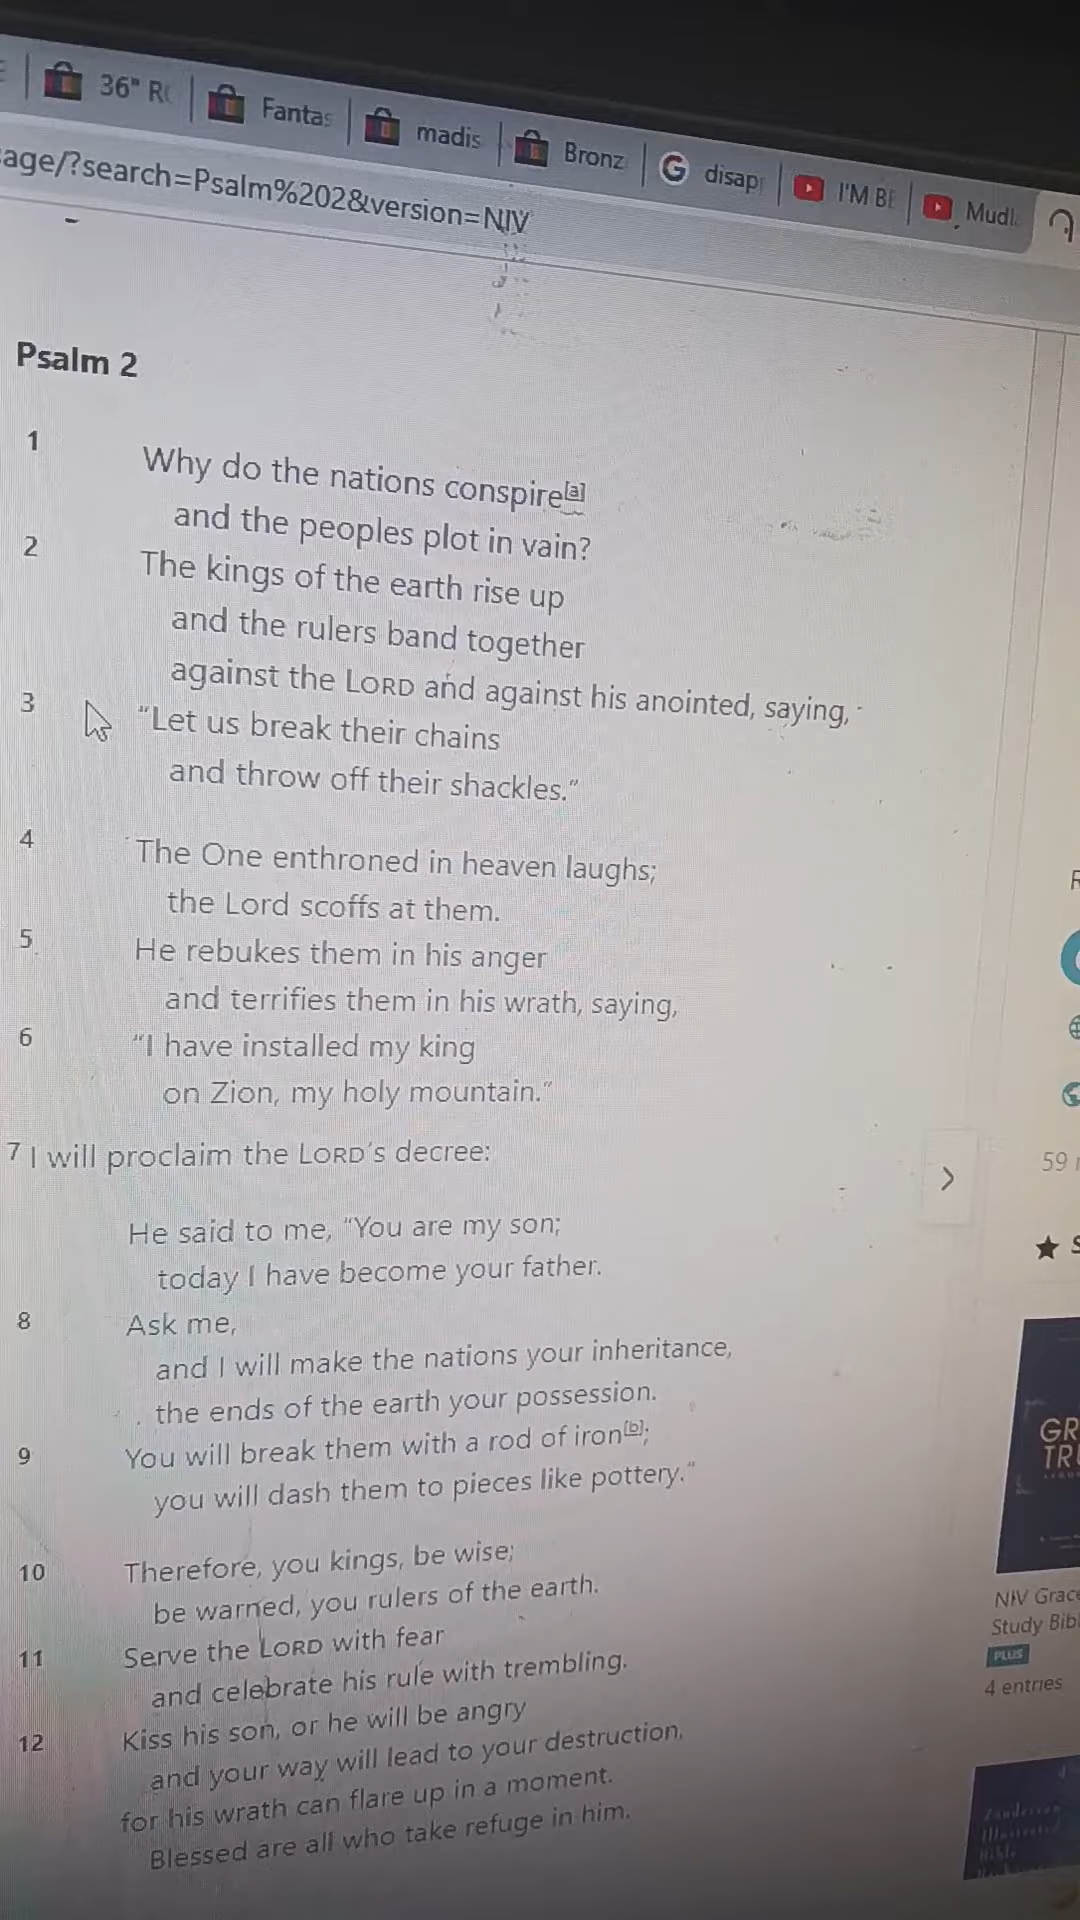 36" R
Fantas
madis
Bronz
disap
I'M BE
Mudl
age/?search=Psalm%202&version=NIV
Psalm 2
1
Why do the nations conspire[a]
and the peoples plot in vain?
2
The kings of the earth rise up
and the rulers band together
against the LORD and against his anointed, saying,
3
“Let us break their chains
and throw off their shackles.”
4
The One enthroned in heaven laughs;
the Lord scoffs at them.
5
He rebukes them in his anger
and terrifies them in his wrath, saying,
6
“I have installed my king
on Zion, my holy mountain.”
7 I will proclaim the LORD’S decree:
He said to me, “You are my son;
today I have become your father.
8
Ask me,
and I will make the nations your inheritance,
the ends of the earth your possession.
9
You will break them with a rod of iron[b];
you will dash them to pieces like pottery.”
10
Therefore, you kings, be wise;
be warned, you rulers of the earth.
11
Serve the LORD with fear
and celebrate his rule with trembling.
12
Kiss his son, or he will be angry
and your way will lead to your destruction,
for his wrath can flare up in a moment.
Blessed are all who take refuge in him.
59
GR
TRU
NIV Grace
Study Bib
PLUS
4 entries
Zondervan
Illustrated
Bible